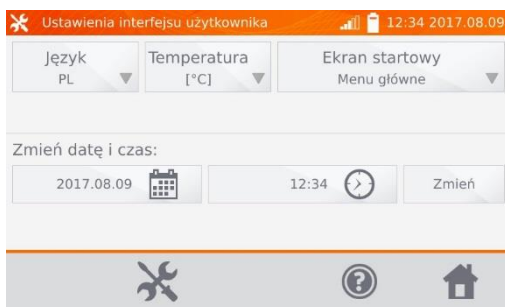 Ustawienia interfejsu użytkownika 12:34 2017.08.09
Język Temperatura Ekran startowy
PL [°C] Menu główne
Zmień datę i czas:
2017.08.09 12:34 Zmień